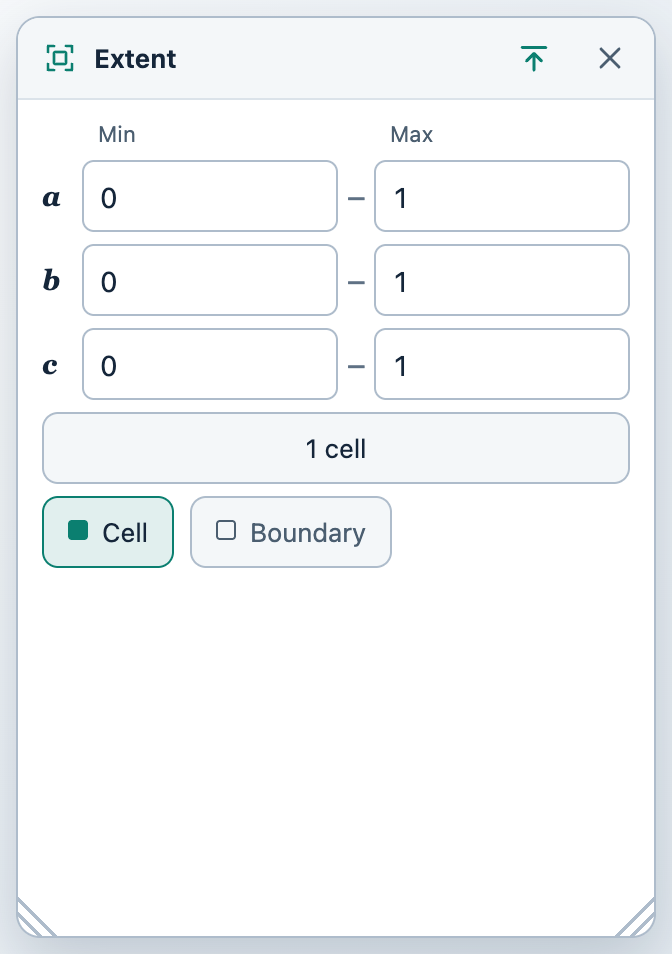 Extent
Min Max
a 0 – 1
b 0 – 1
c 0 – 1
1 cell
Cell Boundary